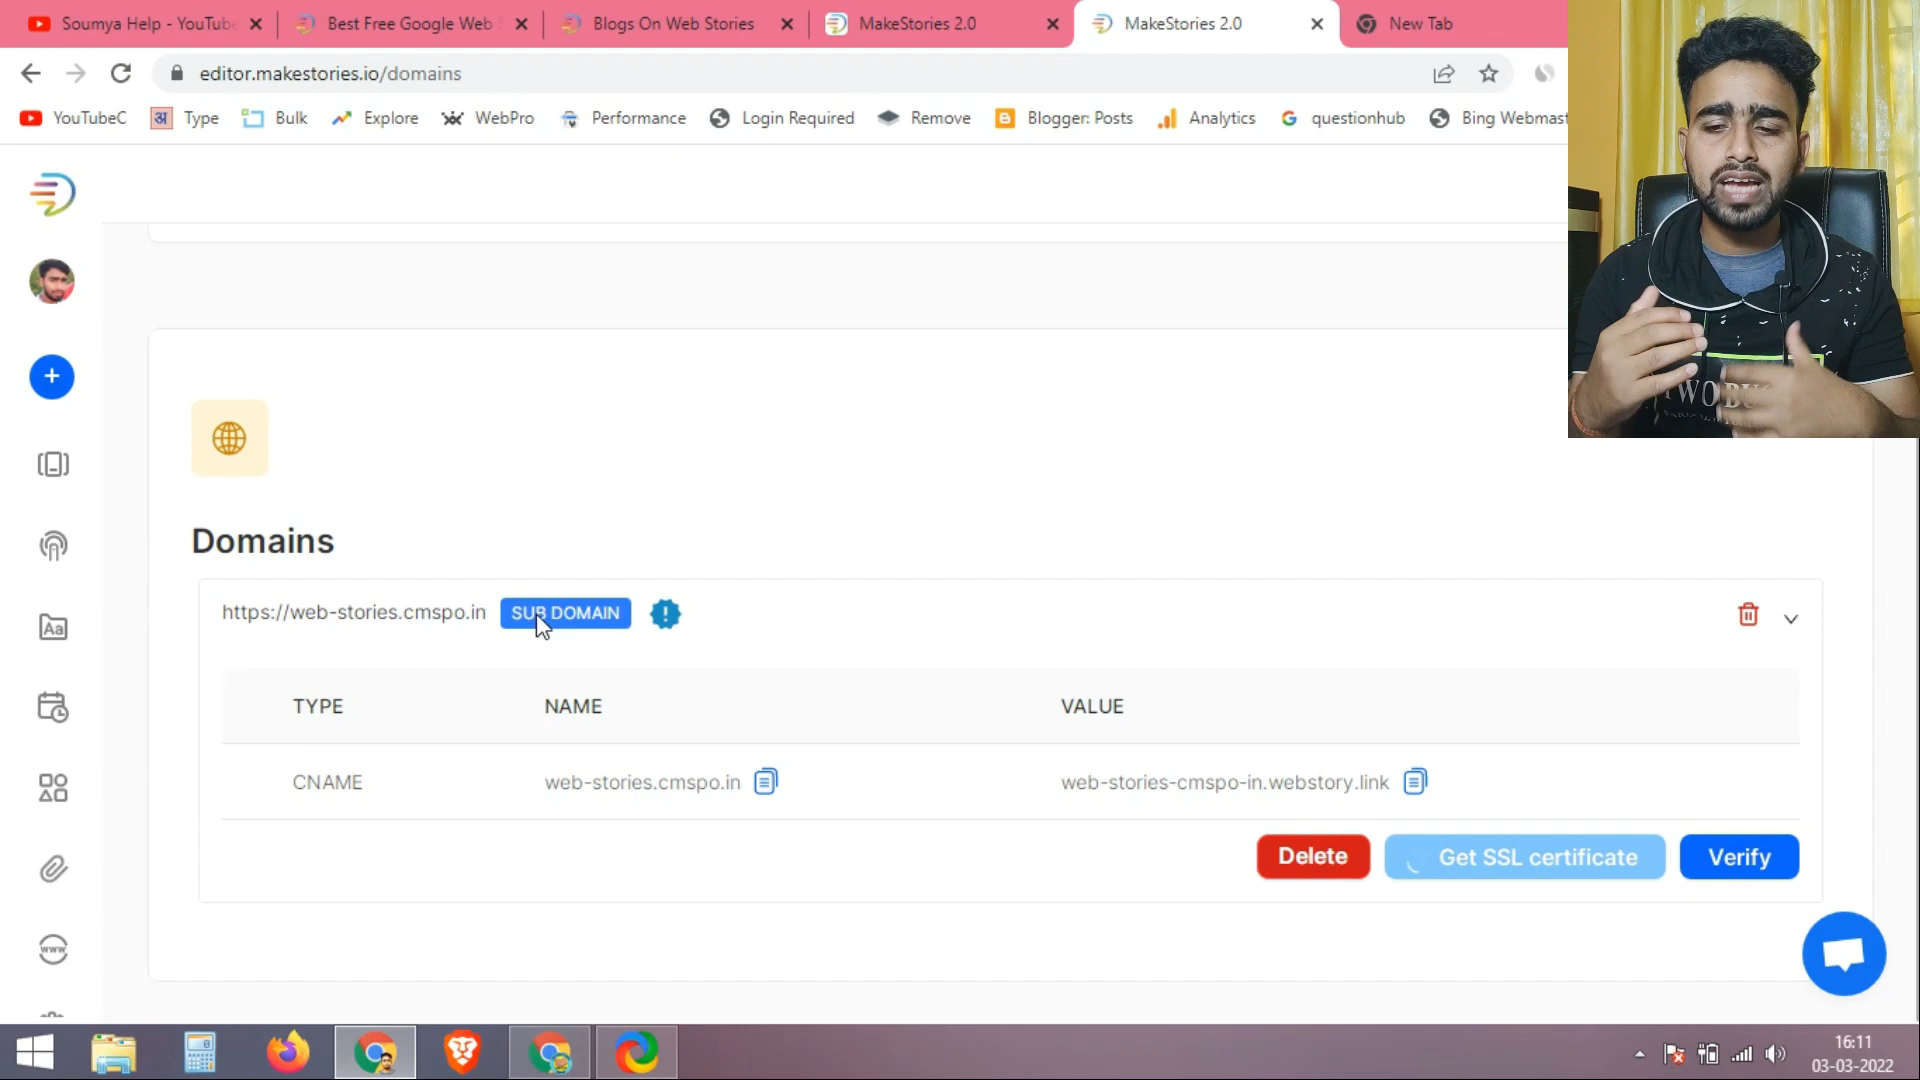 Soumya Help - YouTube
Best Free Google Web S
Blogs On Web Stories
MakeStories 2.0
MakeStories 2.0
New Tab
editor.makestories.io/domains
YouTubeC
अ Type
Bulk
Explore
WebPro
Performance
Login Required
Remove
Blogger: Posts
Analytics
questionhub
Bing Webmast
Domains
https://web-stories.cmspo.in SUB DOMAIN
TYPE NAME VALUE
CNAME web-stories.cmspo.in web-stories-cmspo-in.webstory.link
Delete Get SSL certificate Verify
Aa
www
16:11
03-03-2022